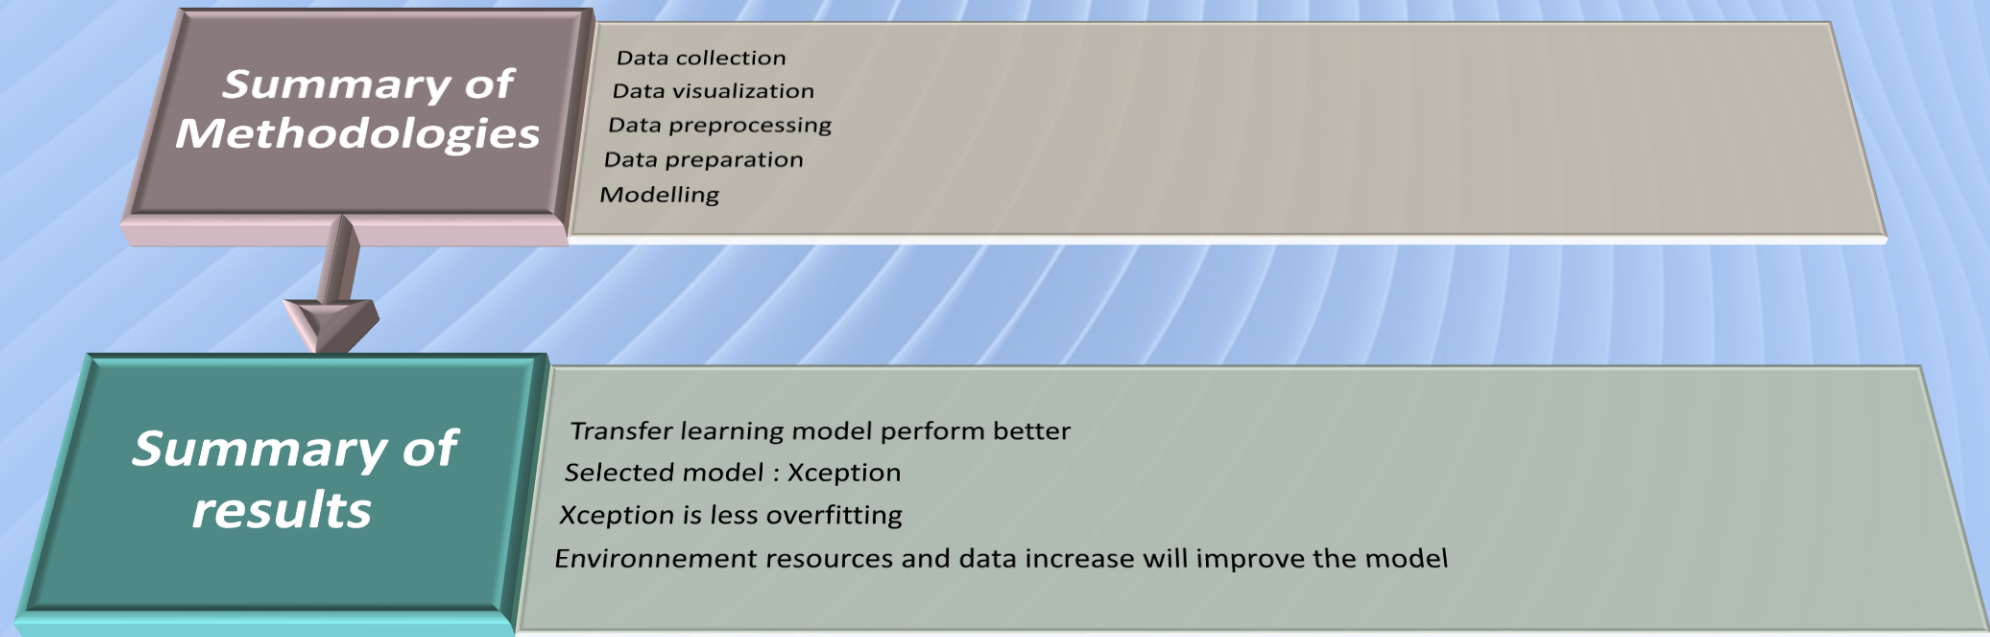 Summary of
Methodologies
Data collection
Data visualization
Data preprocessing
Data preparation
Modelling
Summary of
results
Transfer learning model perform better
Selected model : Xception
Xception is less overfitting
Environnement resources and data increase will improve the model